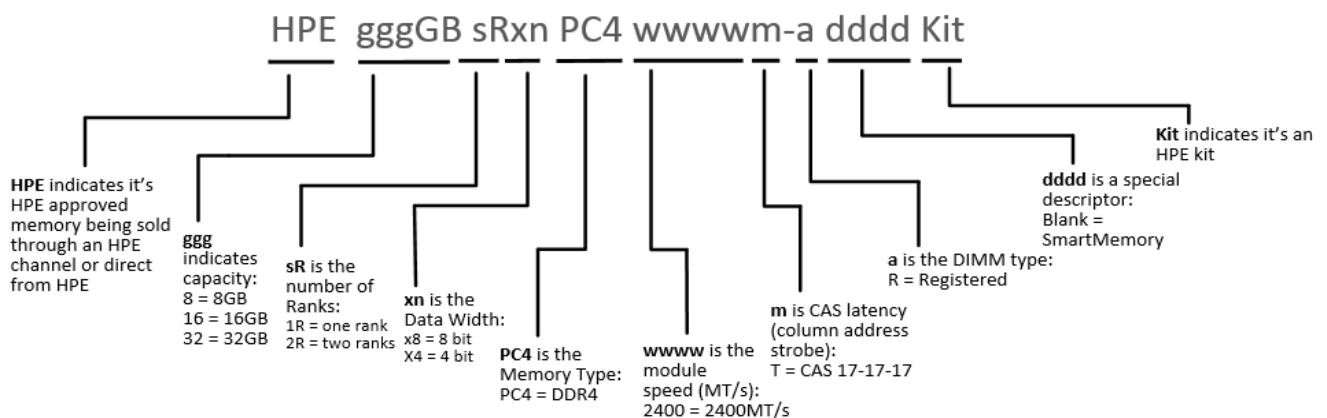 HPE gggGB sRxn PC4 wwwwm-a dddd Kit
HPE indicates it's
HPE approved
memory being sold
through an HPE
channel or direct
from HPE
ggg
indicates
capacity:
8 = 8GB
16 = 16GB
32 = 32GB
sR is the
number of
Ranks:
1R = one rank
2R = two ranks
xn is the
Data Width:
x8 = 8 bit
X4 = 4 bit
PC4 is the
Memory Type:
PC4 = DDR4
wwww is the
module
speed (MT/s):
2400 = 2400MT/s
m is CAS latency
(column address
strobe):
T = CAS 17-17-17
a is the DIMM type:
R = Registered
dddd is a special
descriptor:
Blank =
SmartMemory
Kit indicates it's an
HPE kit